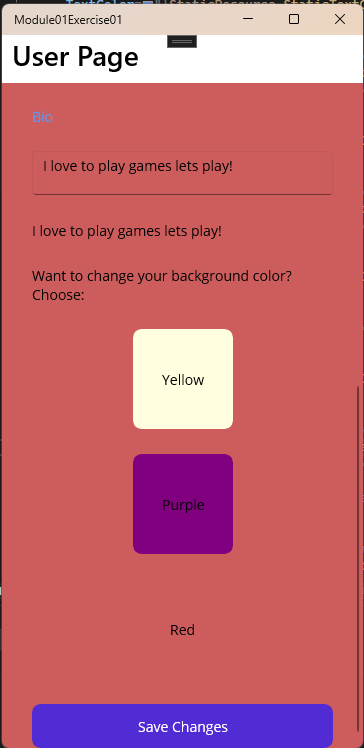 Module01Exercise01
User Page
Bio
I love to play games lets play!
I love to play games lets play!
Want to change your background color?
Choose:
Yellow
Purple
Red
Save Changes